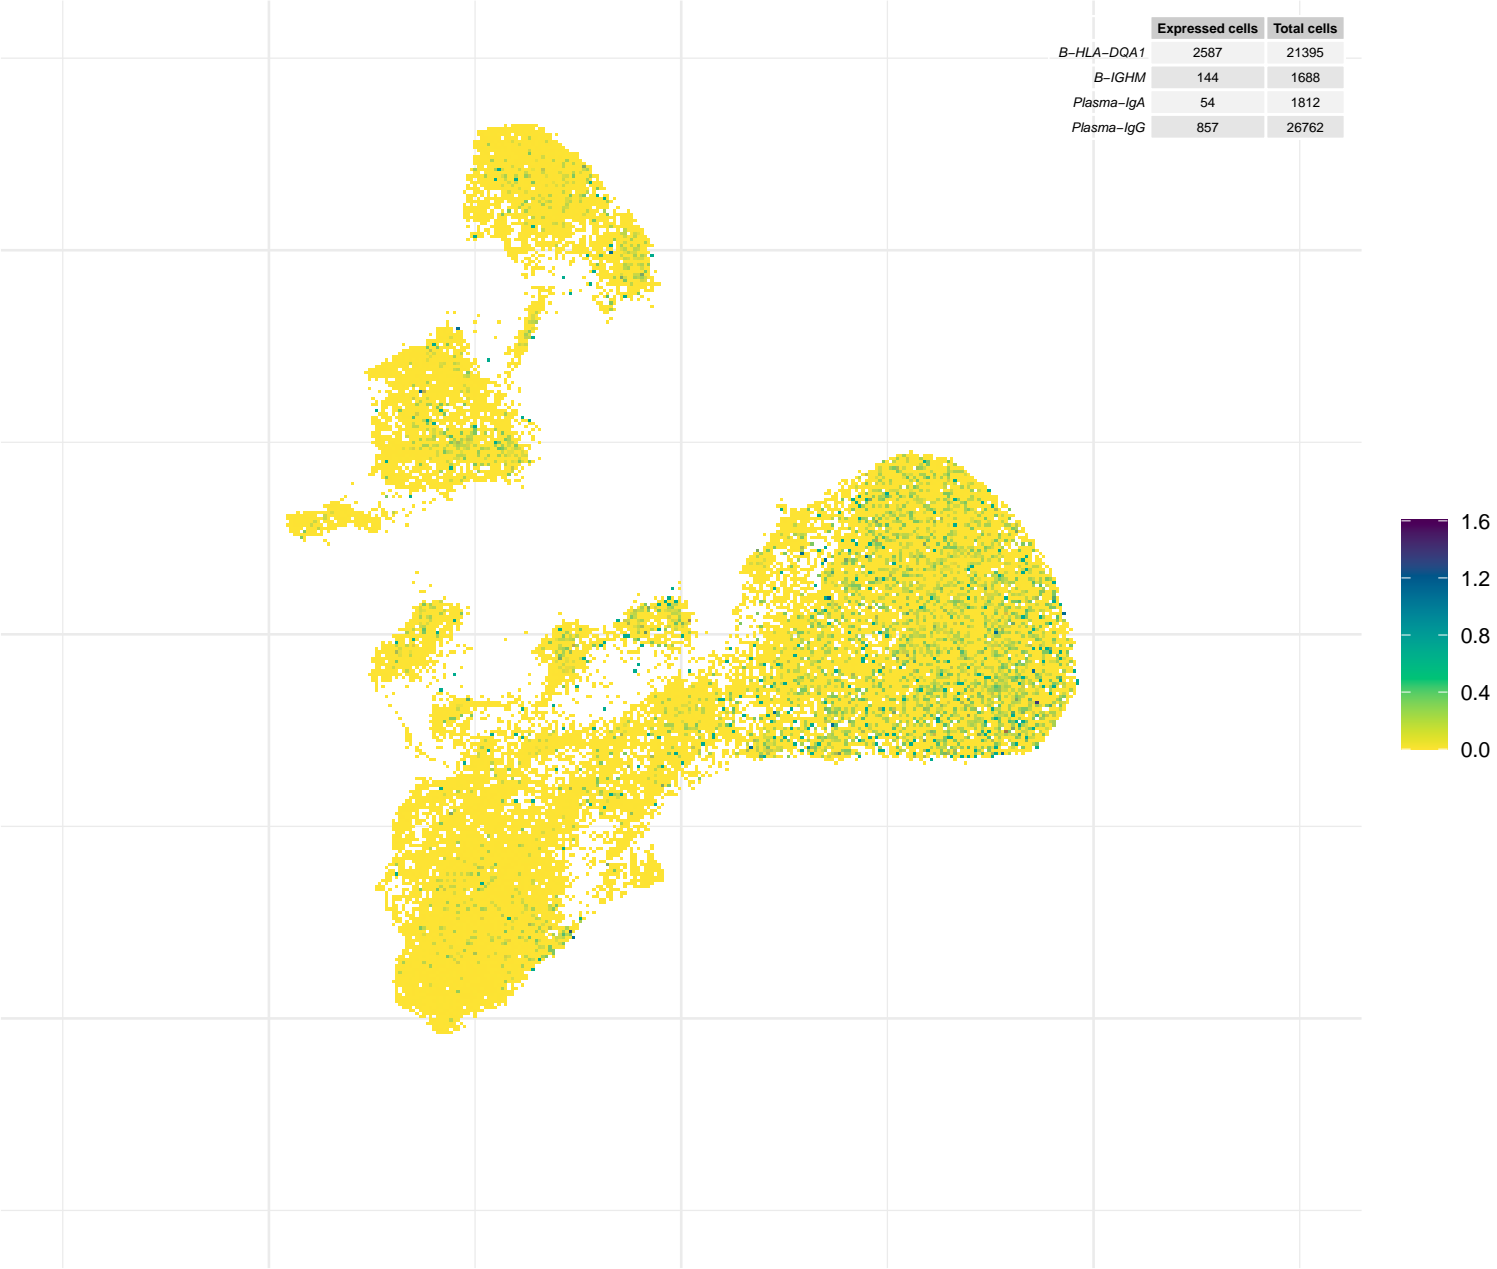 Expressed cells Total cells
B−HLA−DQA1 2587 21395
B−IGHM 144 1688
Plasma−IgA 54 1812
Plasma−IgG 857 26762
1.6
1.2
0.8
0.4
0.0